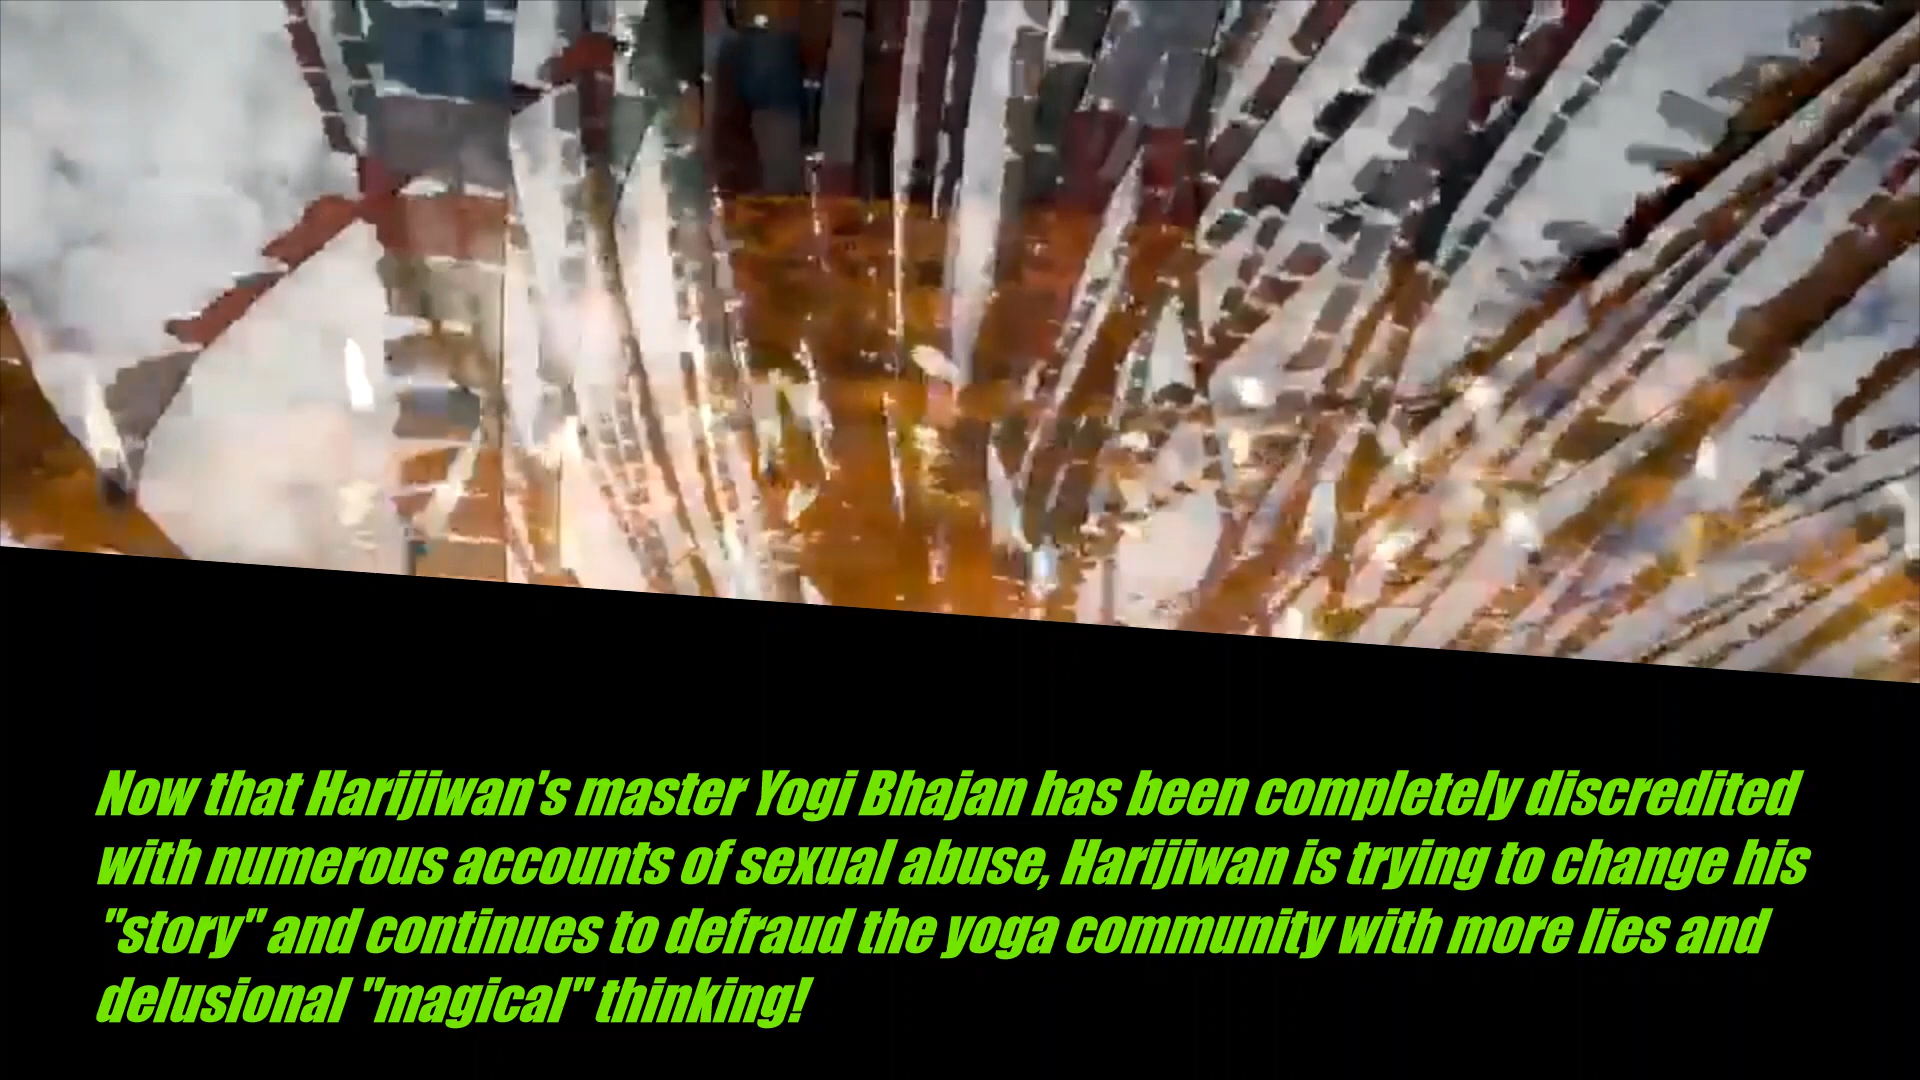 Now that Harijiwan's master Yogi Bhajan has been completely discredited
with numerous accounts of sexual abuse, Harijiwan is trying to change his
"story" and continues to defraud the yoga community with more lies and
delusional "magical" thinking!